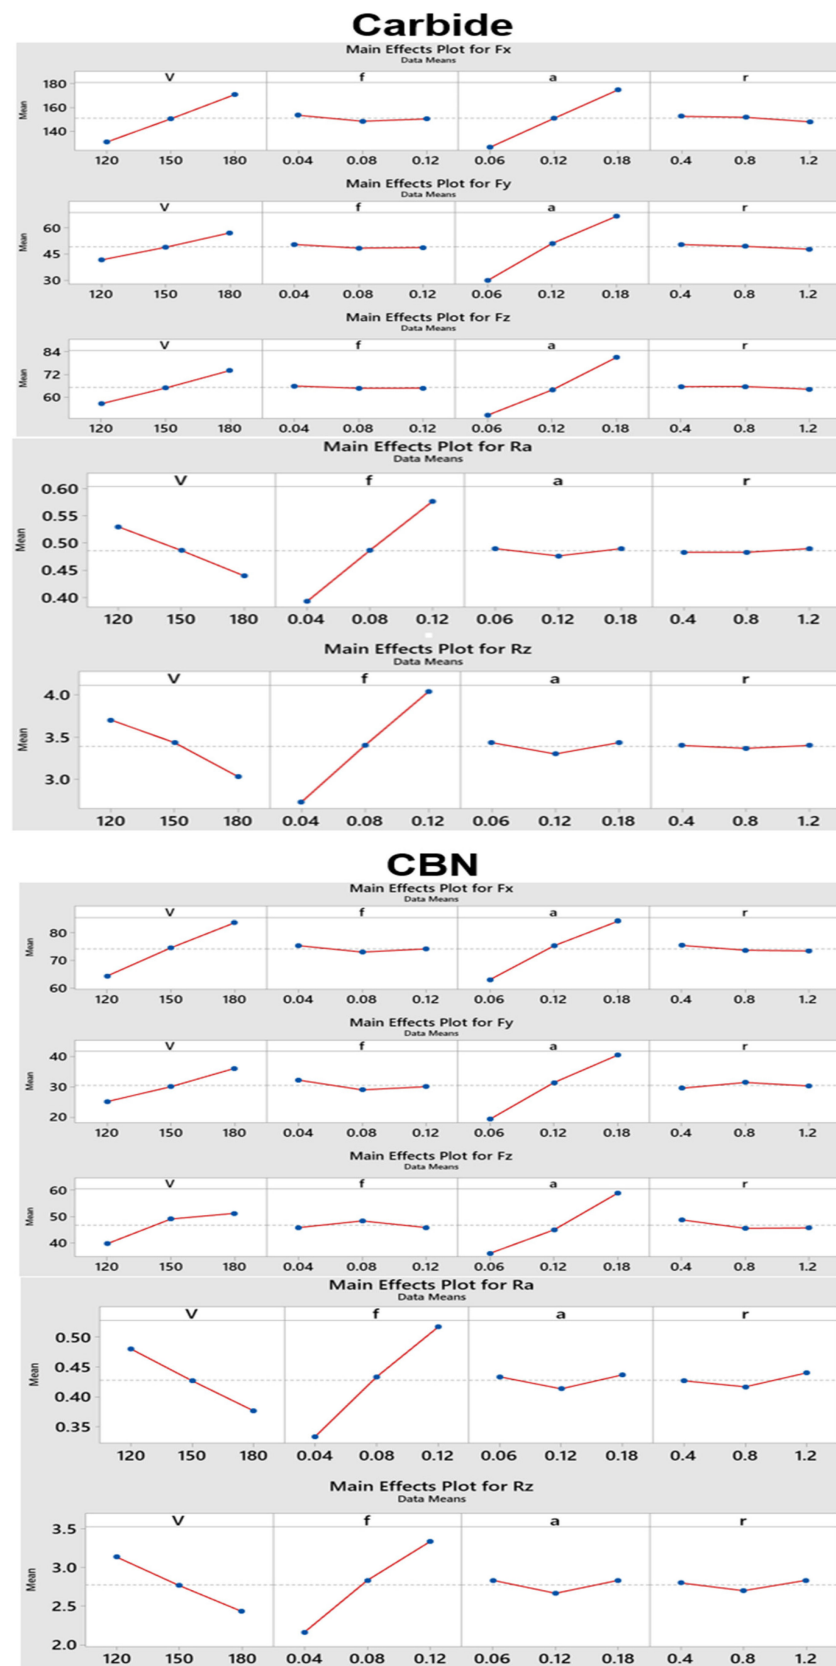 Carbide
Main Effects Plot for Fx
Data Means
V f a r
Mean
180
160
140
120 150 180 0.04 0.08 0.12 0.06 0.12 0.18 0.4 0.8 1.2
Main Effects Plot for Fy
Data Means
V f a r
Mean
60
45
30
120 150 180 0.04 0.08 0.12 0.06 0.12 0.18 0.4 0.8 1.2
Main Effects Plot for Fz
Data Means
V f a r
Mean
84
72
60
120 150 180 0.04 0.08 0.12 0.06 0.12 0.18 0.4 0.8 1.2
Main Effects Plot for Ra
Data Means
V f a r
Mean
0.60
0.55
0.50
0.45
0.40
120 150 180 0.04 0.08 0.12 0.06 0.12 0.18 0.4 0.8 1.2
Main Effects Plot for Rz
Data Means
V f a r
Mean
4.0
3.5
3.0
120 150 180 0.04 0.08 0.12 0.06 0.12 0.18 0.4 0.8 1.2
CBN
Main Effects Plot for Fx
Data Means
V f a r
Mean
80
70
60
120 150 180 0.04 0.08 0.12 0.06 0.12 0.18 0.4 0.8 1.2
Main Effects Plot for Fy
Data Means
V f a r
Mean
40
30
20
120 150 180 0.04 0.08 0.12 0.06 0.12 0.18 0.4 0.8 1.2
Main Effects Plot for Fz
Data Means
V f a r
Mean
60
50
40
120 150 180 0.04 0.08 0.12 0.06 0.12 0.18 0.4 0.8 1.2
Main Effects Plot for Ra
Data Means
V f a r
Mean
0.50
0.45
0.40
0.35
120 150 180 0.04 0.08 0.12 0.06 0.12 0.18 0.4 0.8 1.2
Main Effects Plot for Rz
Data Means
V f a r
Mean
3.5
3.0
2.5
2.0
120 150 180 0.04 0.08 0.12 0.06 0.12 0.18 0.4 0.8 1.2